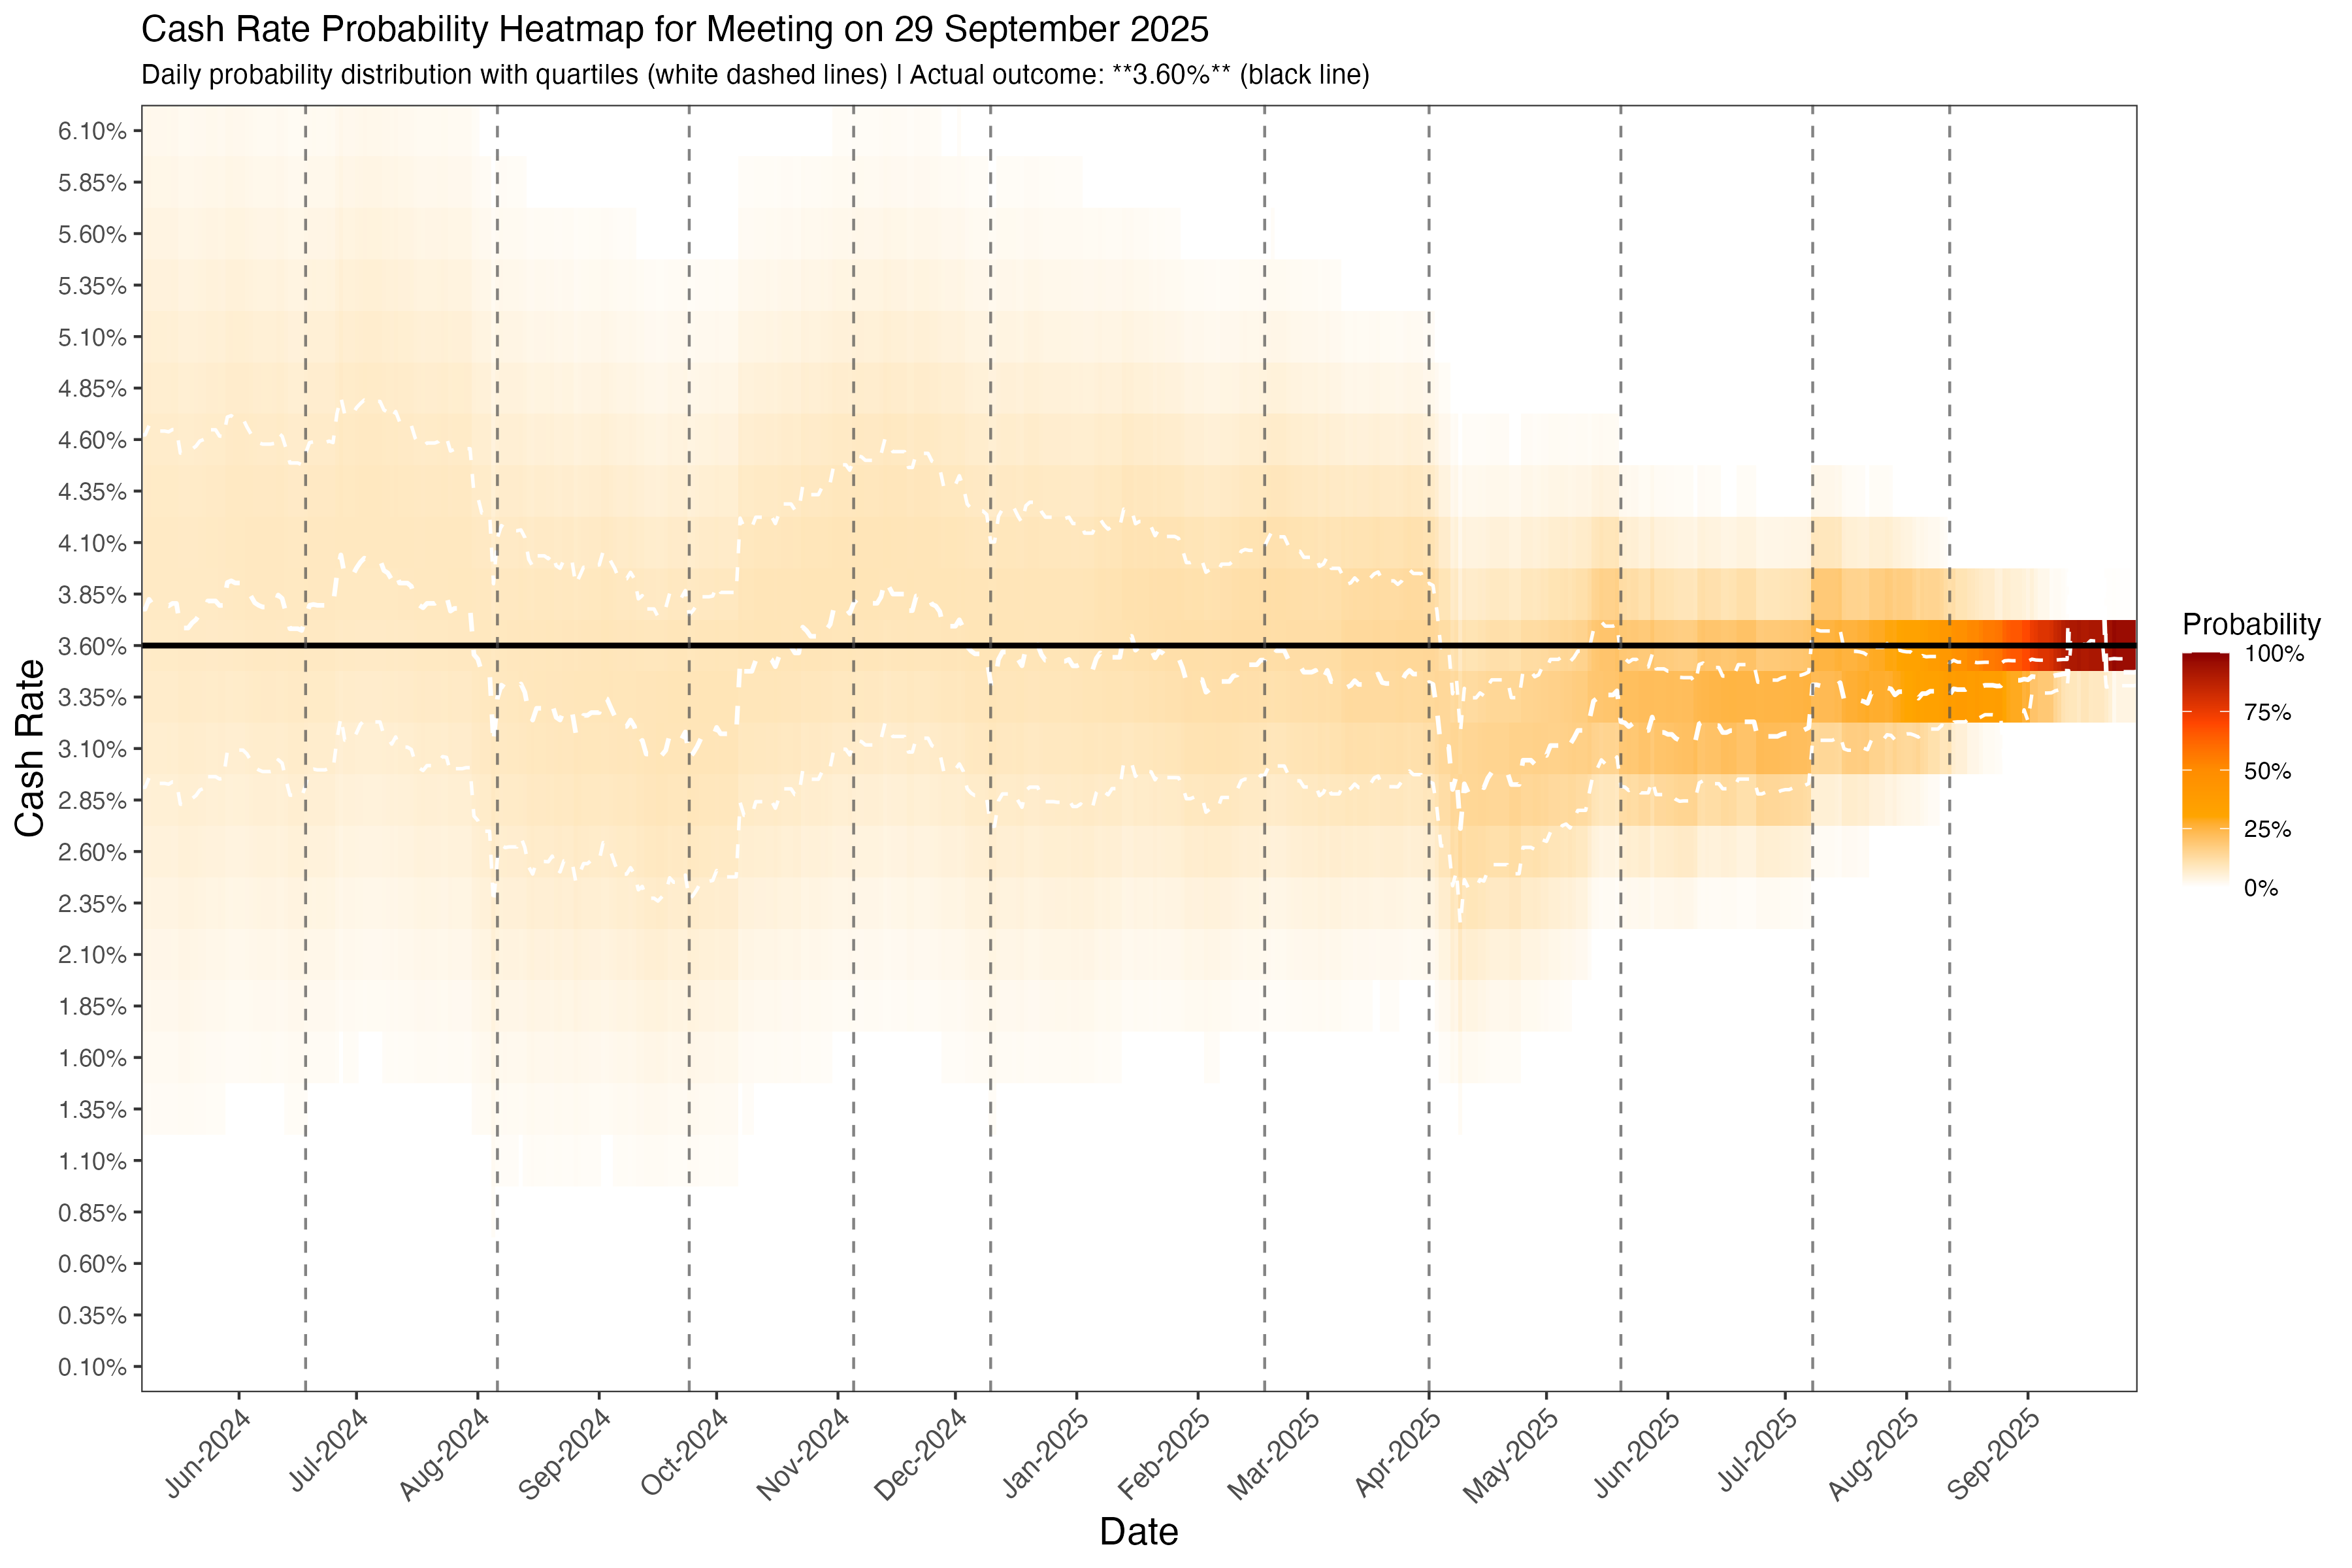 Cash Rate Probability Heatmap for Meeting on 29 September 2025
Daily probability distribution with quartiles (white dashed lines) | Actual outcome: **3.60%** (black line)
Cash Rate
6.10%
5.85%
5.60%
5.35%
5.10%
4.85%
4.60%
4.35%
4.10%
3.85%
3.60%
3.35%
3.10%
2.85%
2.60%
2.35%
2.10%
1.85%
1.60%
1.35%
1.10%
0.85%
0.60%
0.35%
0.10%
Jun-2024
Jul-2024
Aug-2024
Sep-2024
Oct-2024
Nov-2024
Dec-2024
Jan-2025
Feb-2025
Mar-2025
Apr-2025
May-2025
Jun-2025
Jul-2025
Aug-2025
Sep-2025
Date
Probability
100%
75%
50%
25%
0%